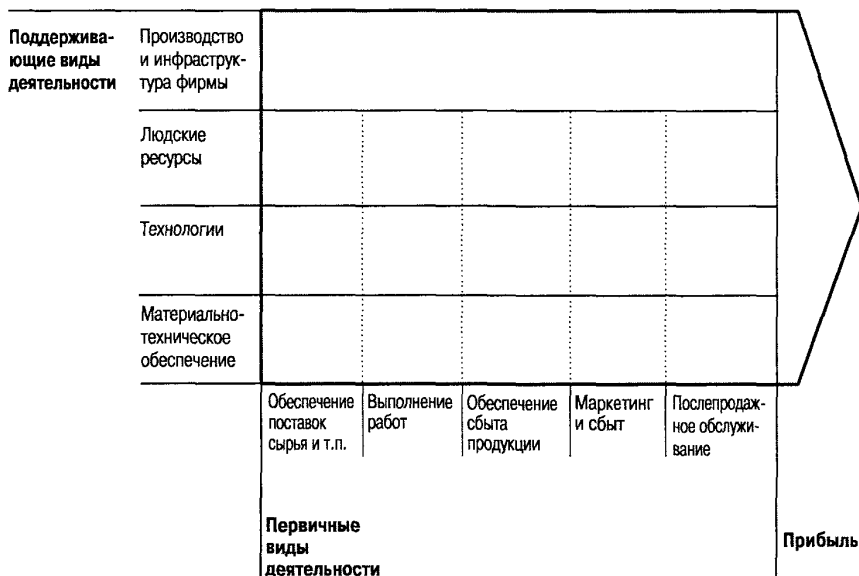 Поддержива-
ющие виды
деятельности
Производство
и инфраструк-
тура фирмы
Людские
ресурсы
Технологии
Материально-
техническое
обеспечение
Обеспечение
поставок
сырья и т.п.
Выполнение
работ
Обеспечение
сбыта
продукции
Маркетинг
и сбыт
Послепродаж-
ное обслужи-
вание
Первичные
виды
деятельности
Прибыль